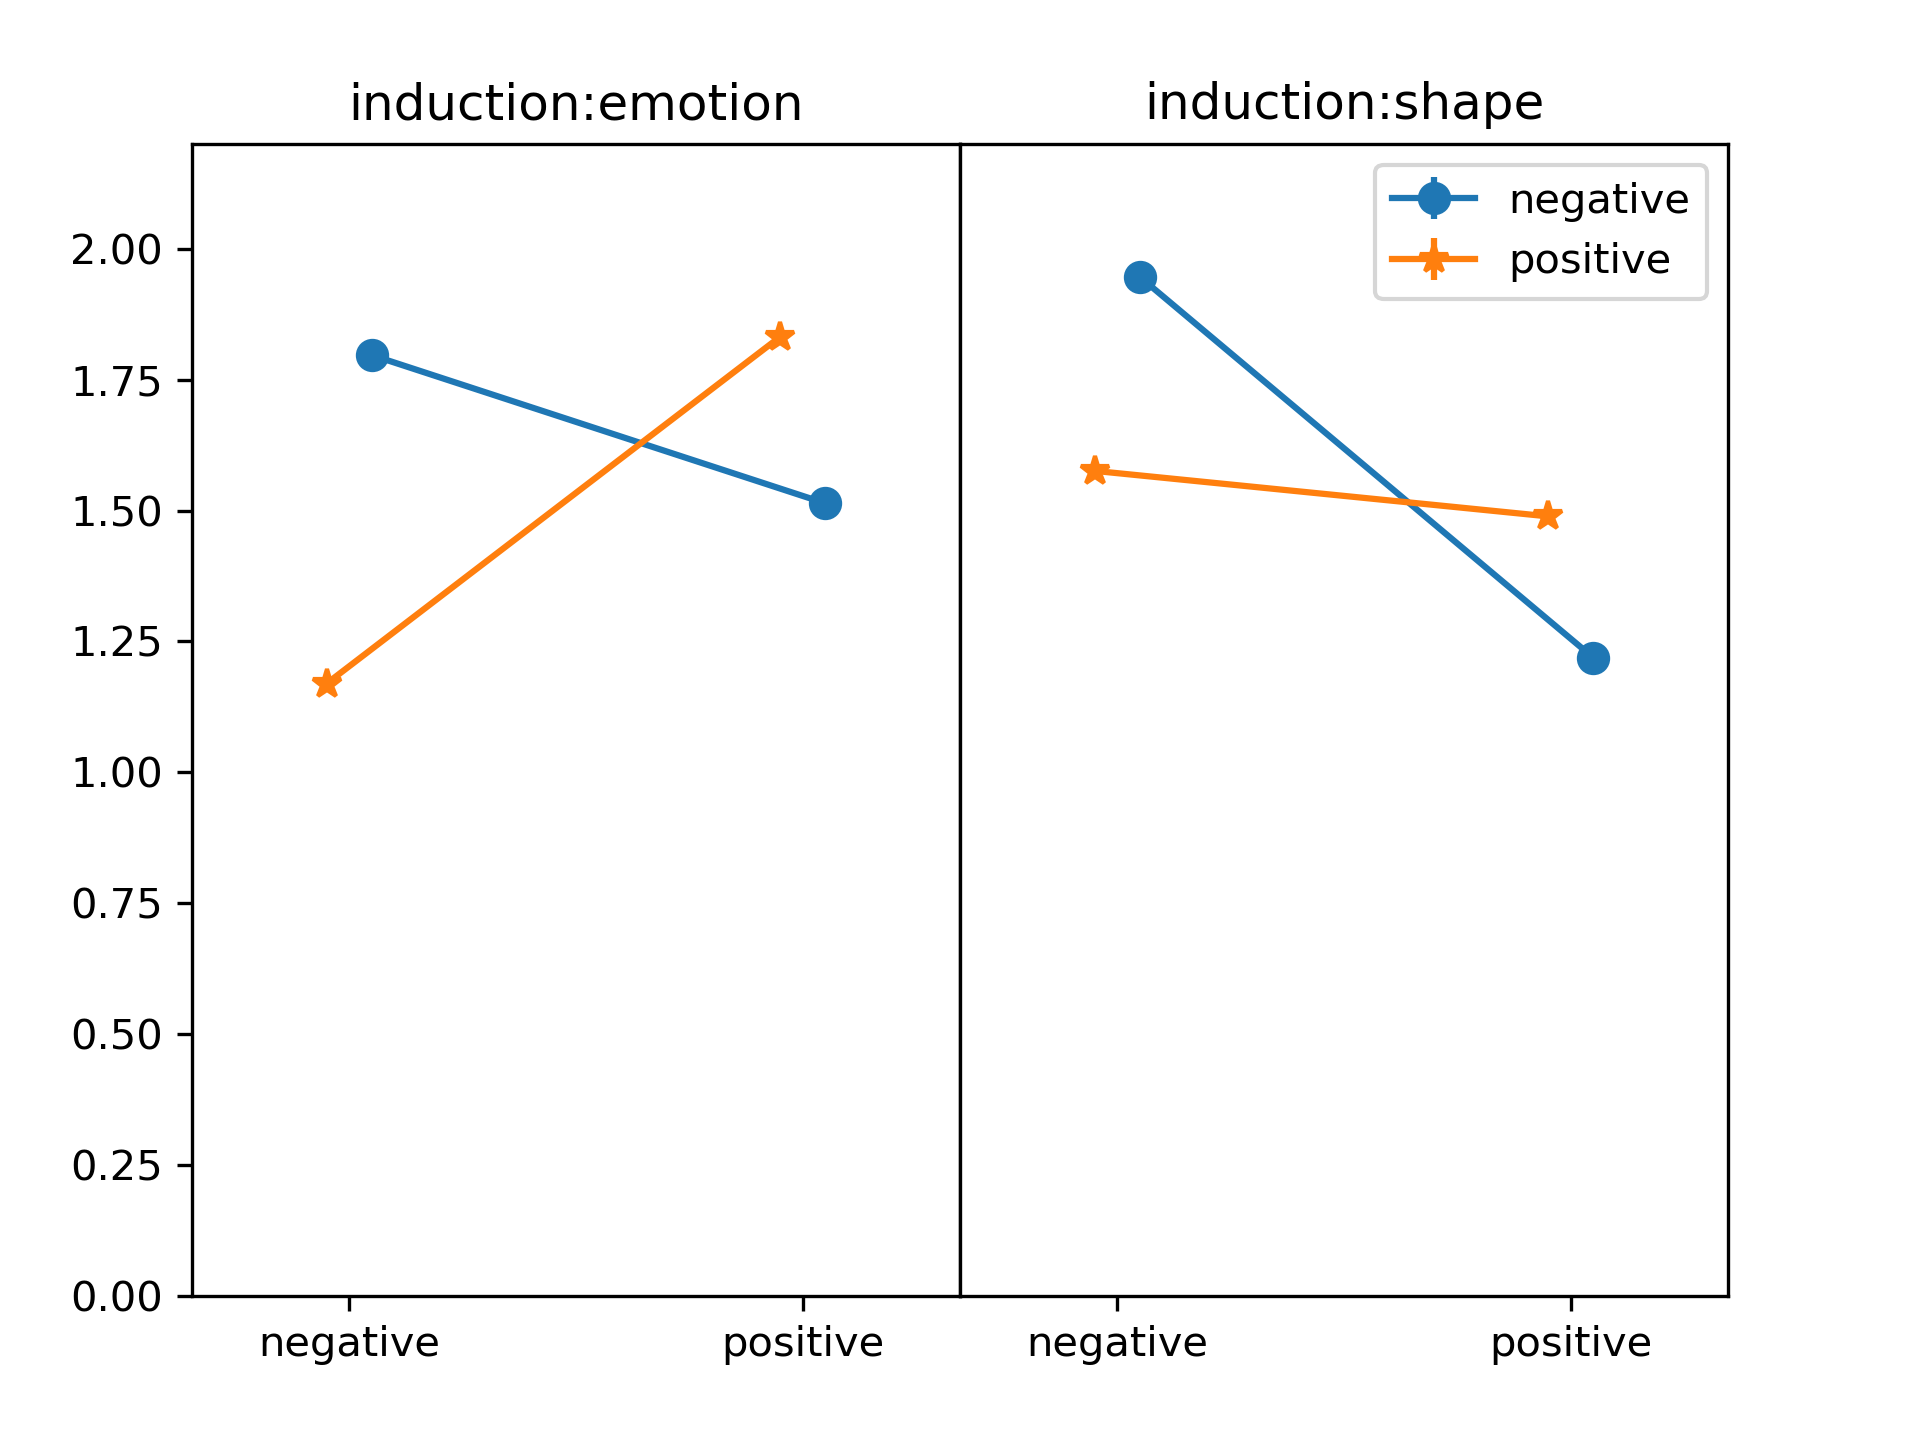 induction:emotion
induction:shape
negative
positive
2.00
1.75
1.50
1.25
1.00
0.75
0.50
0.25
0.00
negative
positive
negative
positive